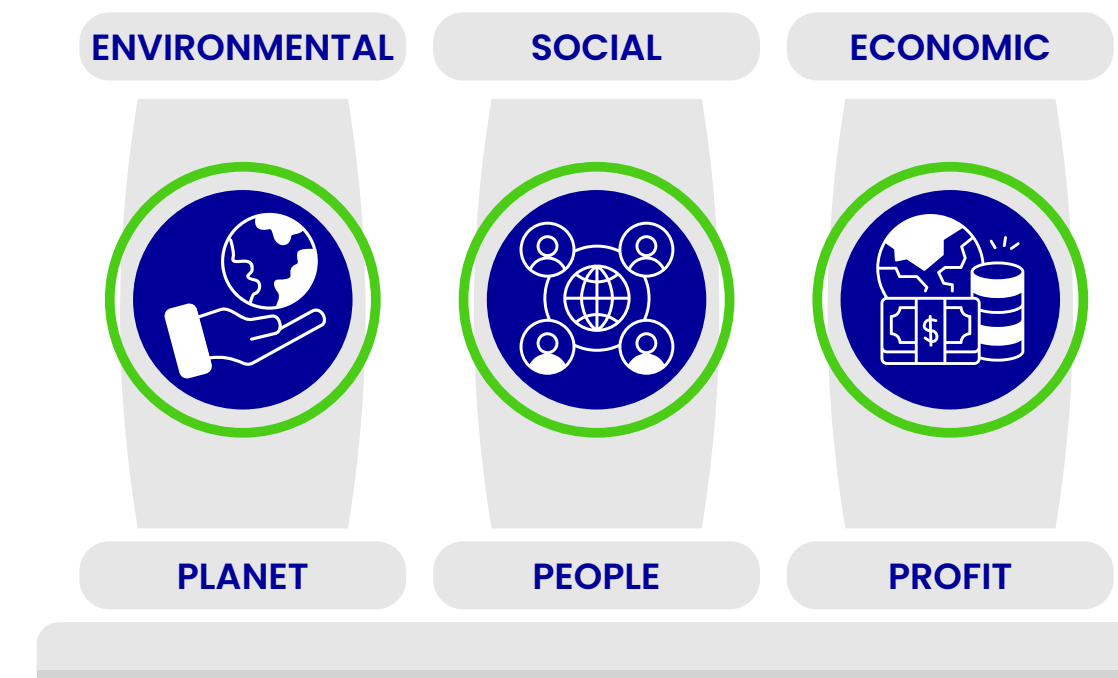 ENVIRONMENTAL
SOCIAL
ECONOMIC
$
PLANET
PEOPLE
PROFIT